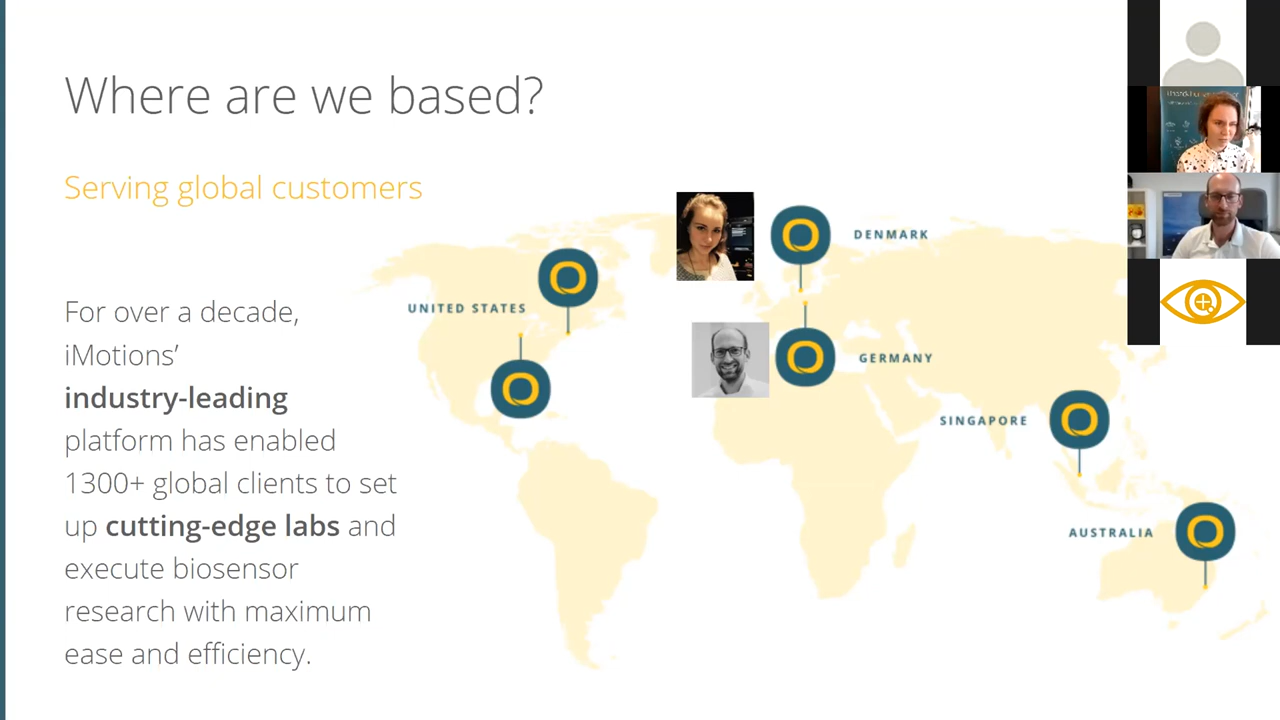 Where are we based?
Serving global customers
For over a decade,
iMotions’
industry-leading
platform has enabled
1300+ global clients to set
up cutting-edge labs and
execute biosensor
research with maximum
ease and efficiency.
UNITED STATES
DENMARK
GERMANY
SINGAPORE
AUSTRALIA